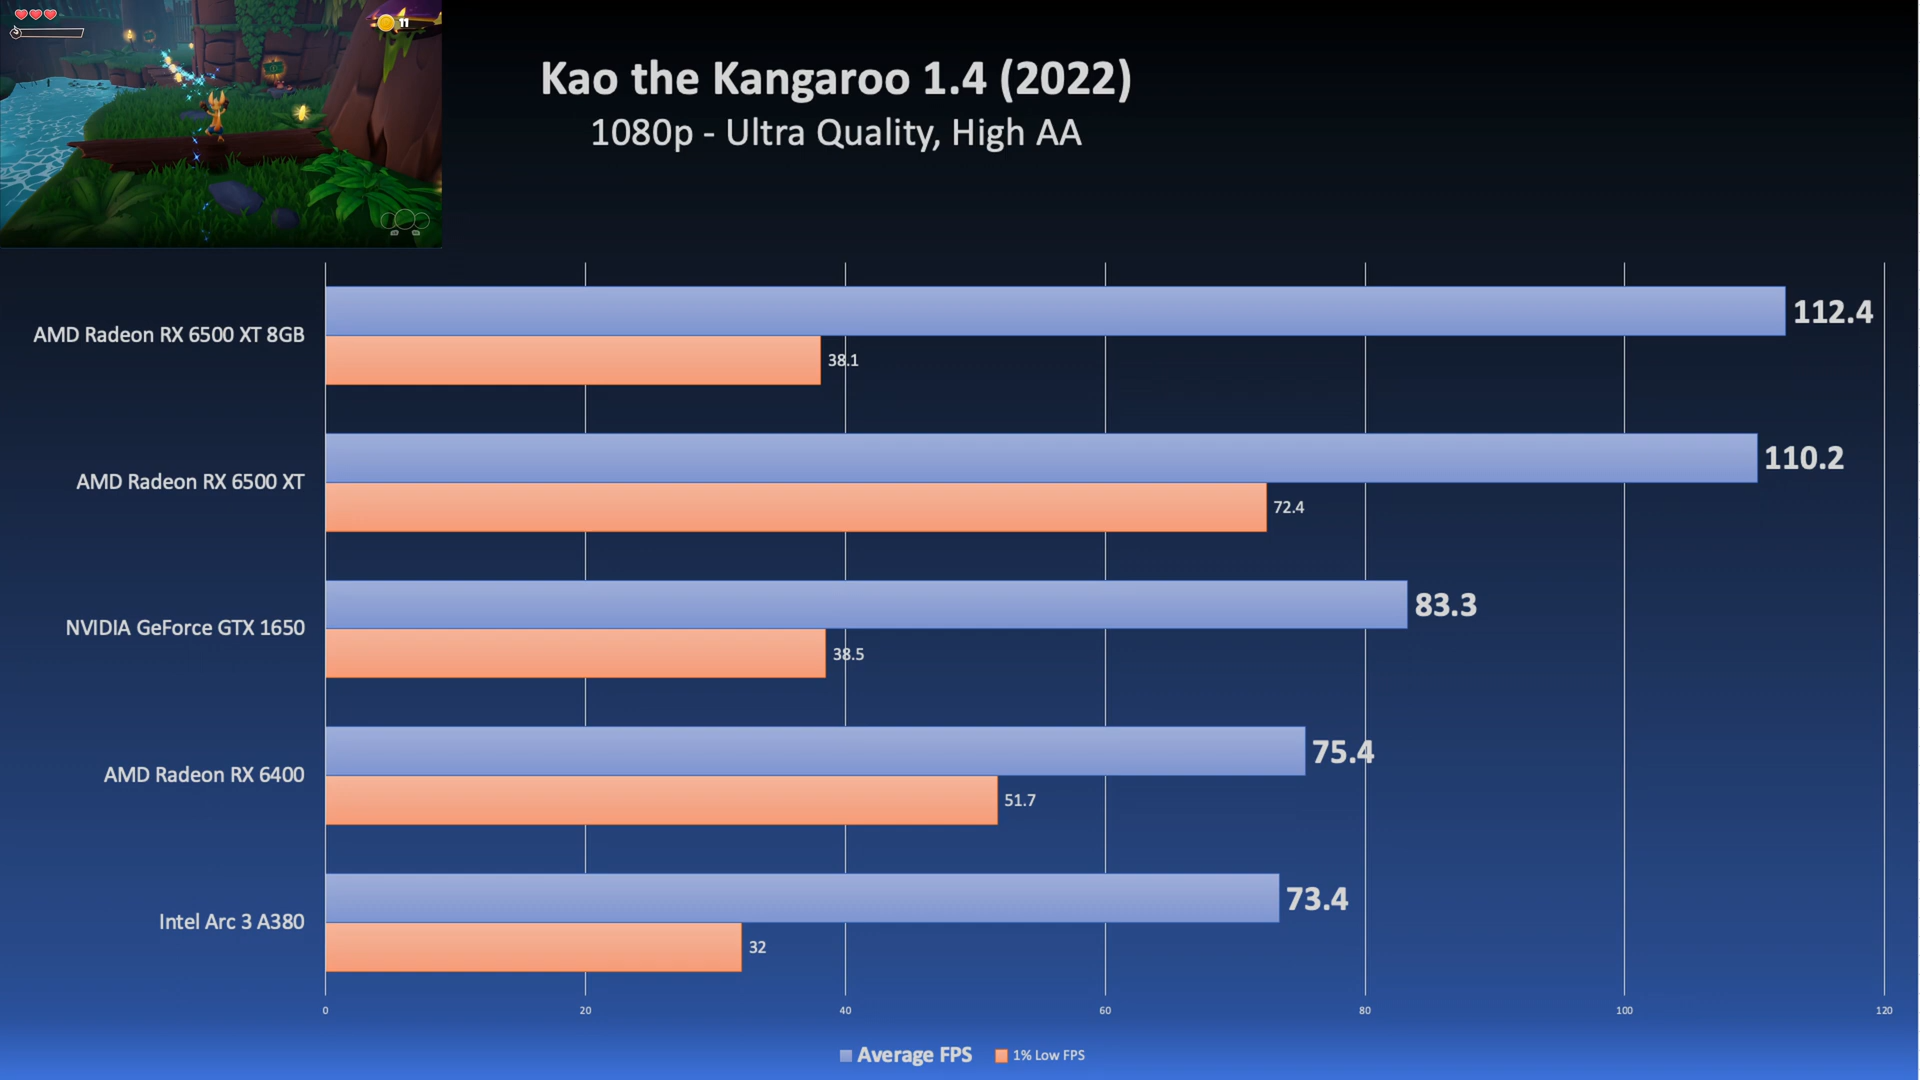 11
Kao the Kangaroo 1.4 (2022)
1080p - Ultra Quality, High AA
AMD Radeon RX 6500 XT 8GB
112.4
38.1
AMD Radeon RX 6500 XT
110.2
72.4
NVIDIA GeForce GTX 1650
83.3
38.5
AMD Radeon RX 6400
75.4
51.7
Intel Arc 3 A380
73.4
32
0 20 40 60 80 100 120
Average FPS 1% Low FPS